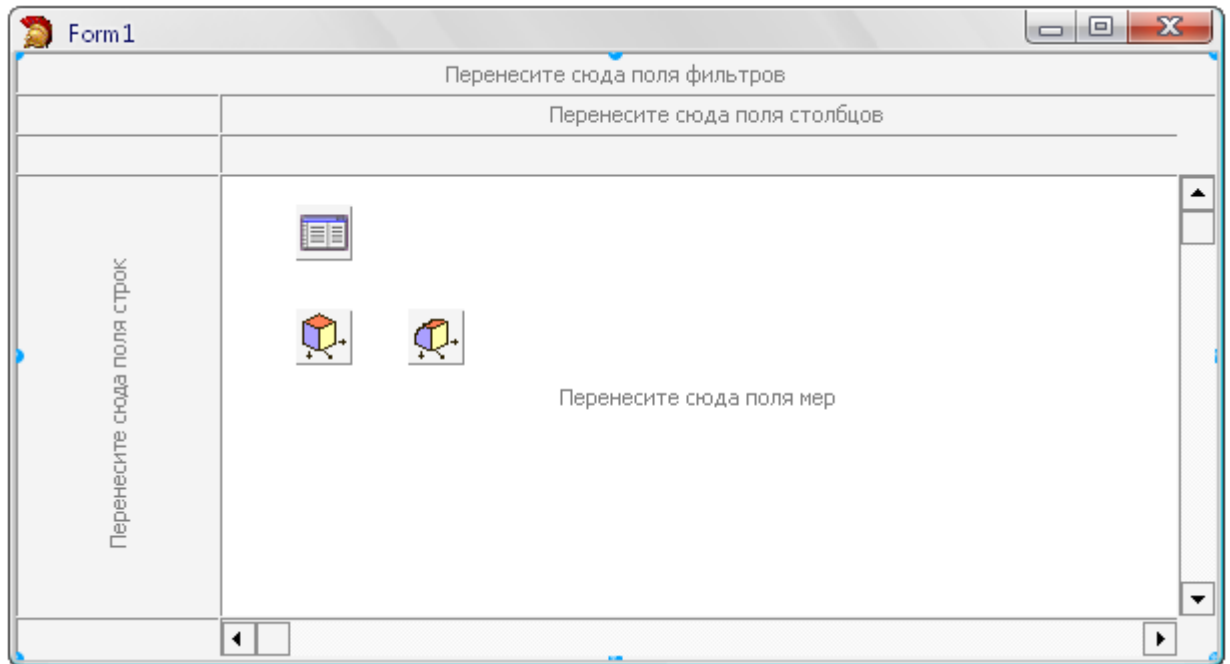 Form1
Перенесите сюда поля фильтров
Перенесите сюда поля столбцов
Перенесите сюда поля строк
Перенесите сюда поля мер